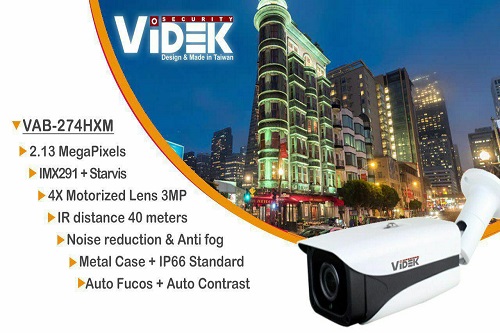 SECURITY
ViDEK
Design & Made in Taiwan
VAB-274HXM
2.13 MegaPixels
IMX291 + Starvis
4X Motorized Lens 3MP
IR distance 40 meters
Noise reduction & Anti fog
Metal Case + IP66 Standard
Auto Fucos + Auto Contrast
ViDEK